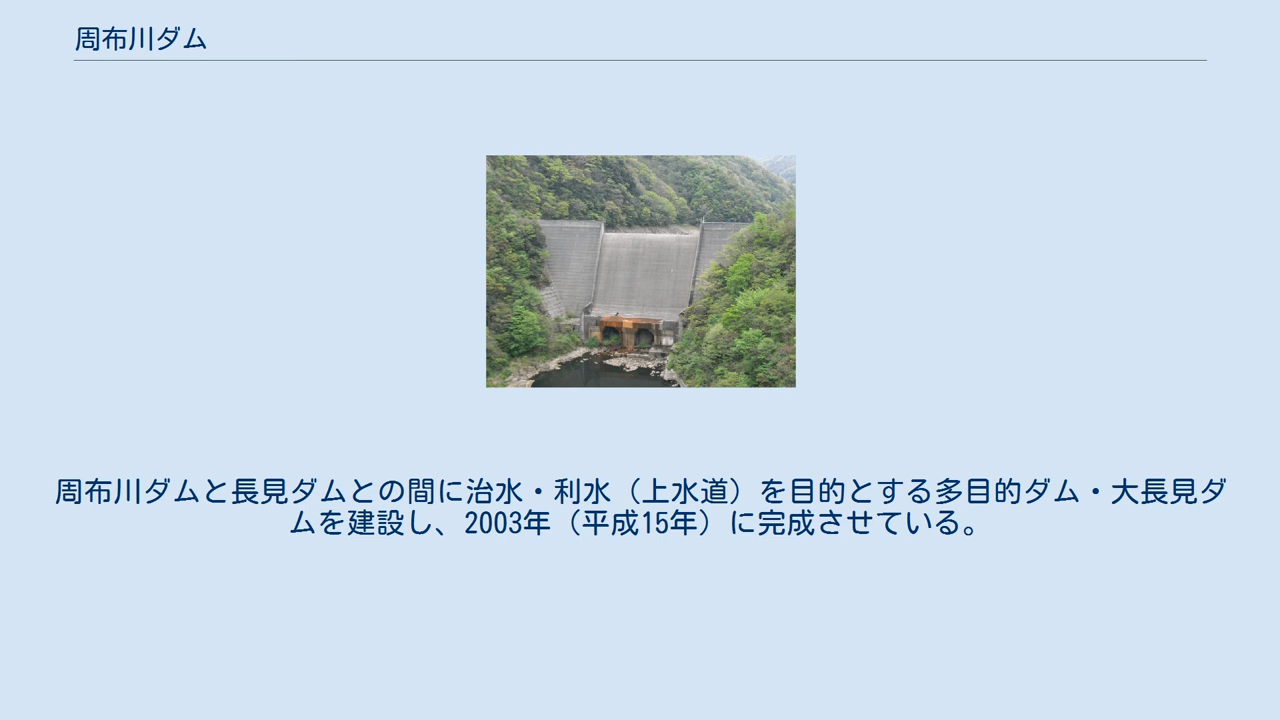 周布川ダム
周布川ダムと長見ダムとの間に治水・利水（上水道）を目的とする多目的ダム・大長見ダ
ムを建設し、2003年（平成15年）に完成させている。